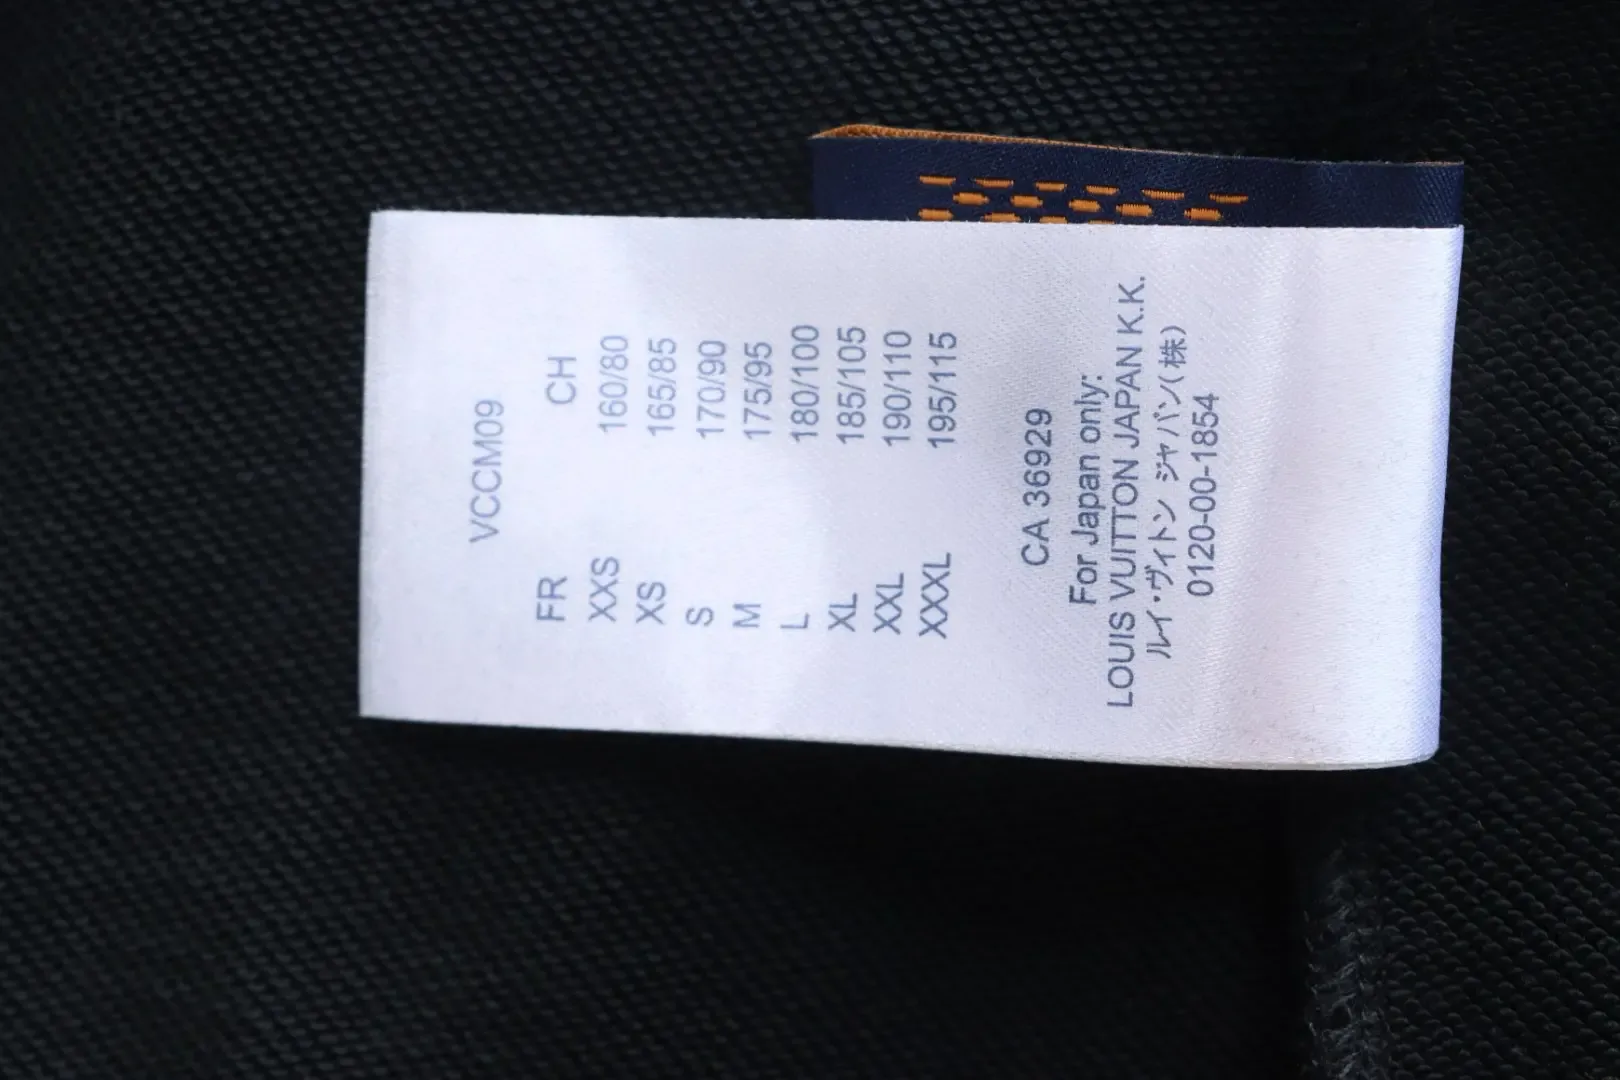 VCCM09
FR CH
XXS 160/80
XS 165/85
S 170/90
M 175/95
L 180/100
XL 185/105
XXL 190/110
XXXL 195/115
CA 36929
For Japan only:
LOUIS VUITTON JAPAN K.K.
ルイ・ヴィトン ジャパン(株)
0120-00-1854